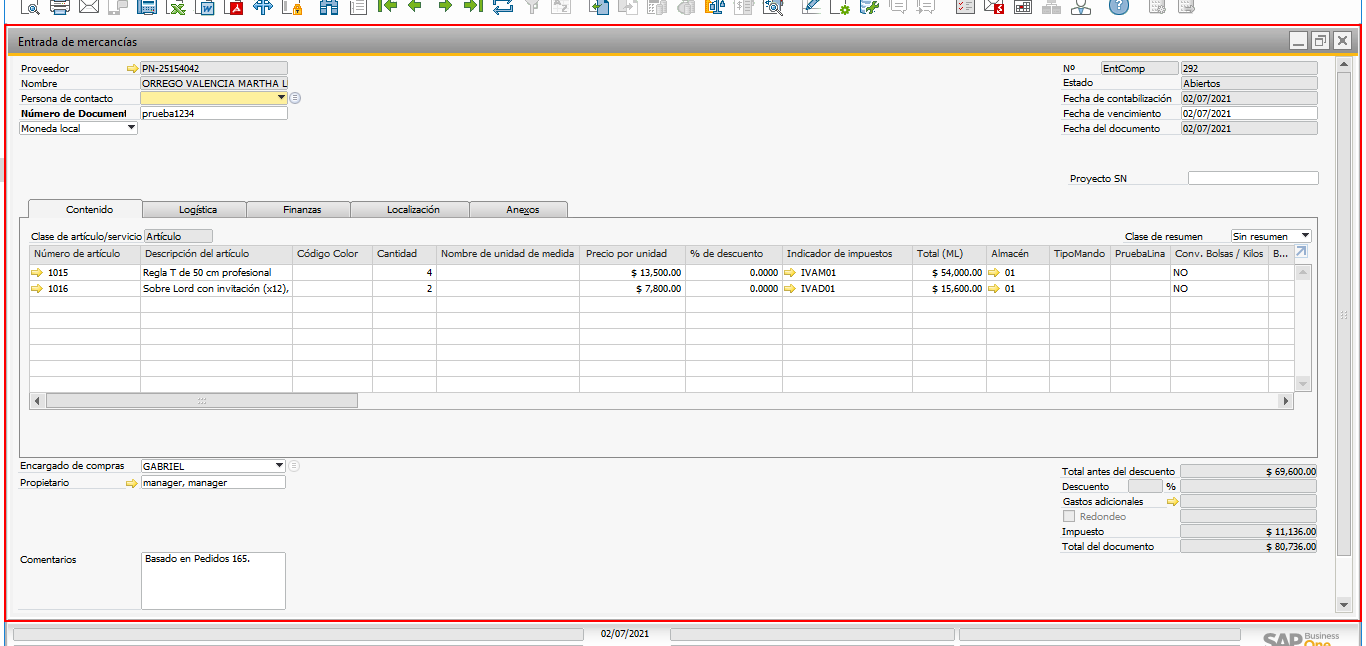 Entrada de mercancías
Proveedor PN-25154042
Nombre ORREGO VALENCIA MARTHA L
Persona de contacto
Número de Document prueba1234
Moneda local
Nº EntComp 292
Estado Abiertos
Fecha de contabilización 02/07/2021
Fecha de vencimiento 02/07/2021
Fecha del documento 02/07/2021
Proyecto SN
Contenido Logística Finanzas Localización Anexos
Clase de artículo/servicio Artículo Clase de resumen Sin resumen
Número de artículo Descripción del artículo Código Color Cantidad Nombre de unidad de medida Precio por unidad % de descuento Indicador de impuestos Total (ML) Almacén TipoMando PruebaLina Conv. Bolsas / Kilos B...
1015 Regla T de 50 cm profesional 4 $ 13,500.00 0.0000 IVAM01 $ 54,000.00 01 NO
1016 Sobre Lord con invitación (x12), 2 $ 7,800.00 0.0000 IVAD01 $ 15,600.00 01 NO
Encargado de compras GABRIEL
Propietario manager, manager
Total antes del descuento $ 69,600.00
Descuento %
Gastos adicionales
Redondeo
Impuesto $ 11,136.00
Total del documento $ 80,736.00
Comentarios Basado en Pedidos 165.
02/07/2021
SAP Business
One